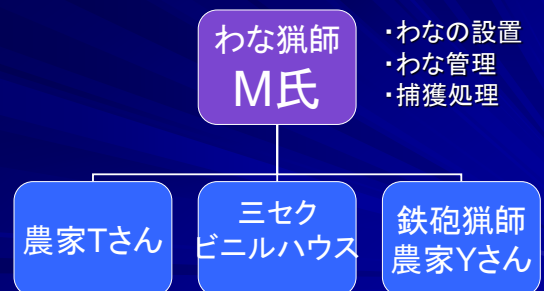 わな猟師
M氏
・わなの設置
・わな管理
・捕獲処理
農家Tさん
三セク
ビニルハウス
鉄砲猟師
農家Yさん